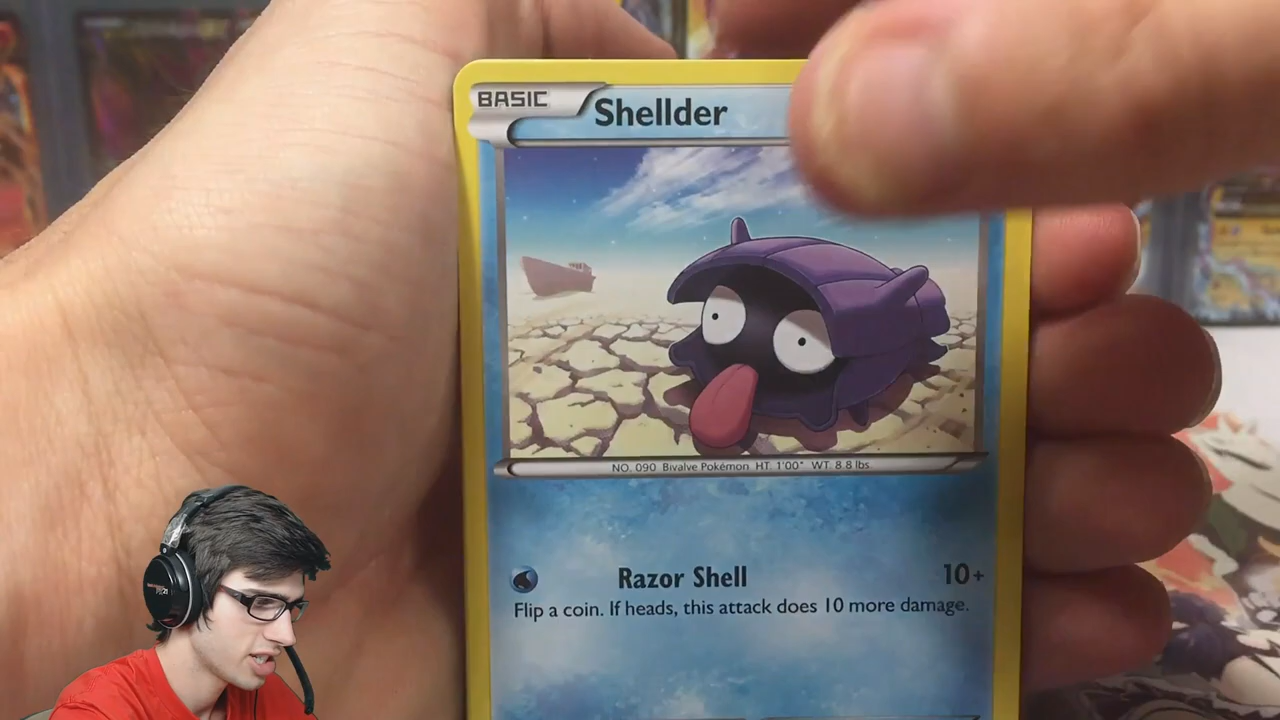 BASIC Shellder
NO. 090 Bivalve Pokémon HT. 1'00" WT. 8.8 lbs.
Razor Shell 10+
Flip a coin. If heads, this attack does 10 more damage.